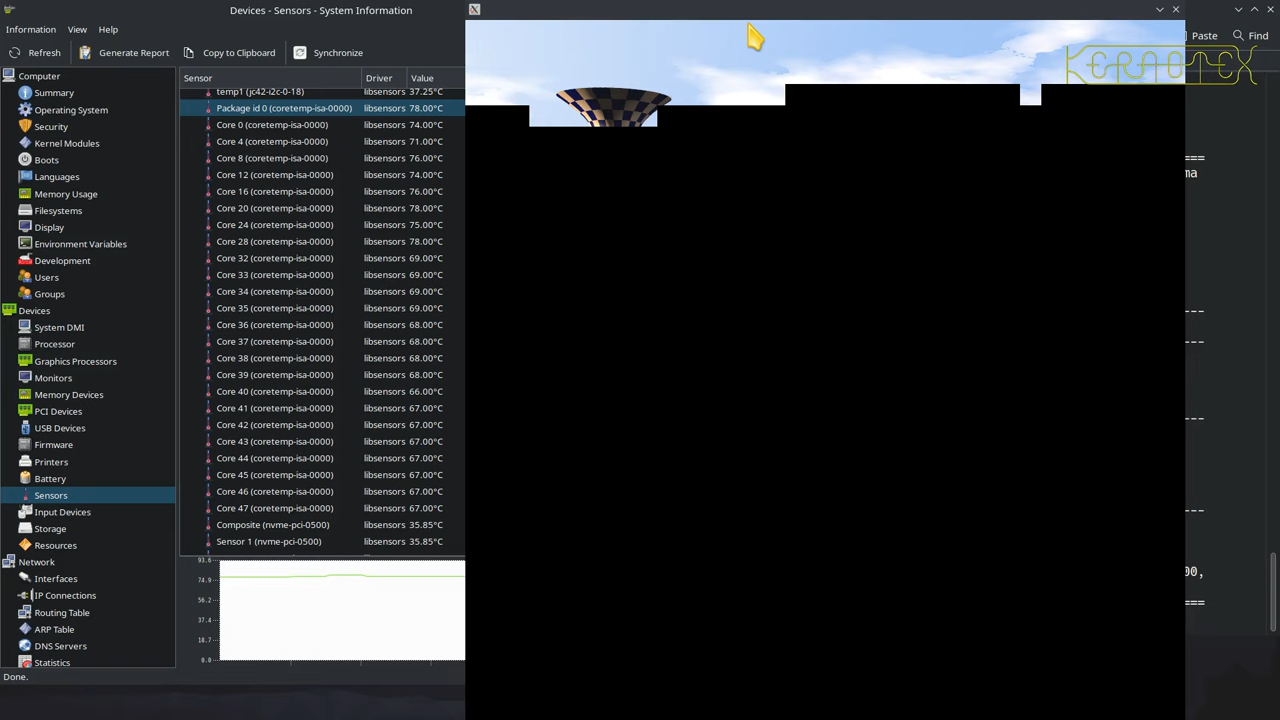 Devices - Sensors - System Information
Information View Help
Refresh Generate Report Copy to Clipboard Synchronize
Paste Find
KERAOTEX
Computer
Summary
Operating System
Security
Kernel Modules
Boots
Languages
Memory Usage
Filesystems
Display
Environment Variables
Development
Users
Groups
Devices
System DMI
Processor
Graphics Processors
Monitors
Memory Devices
PCI Devices
USB Devices
Firmware
Printers
Battery
Sensors
Input Devices
Storage
Resources
Network
Interfaces
IP Connections
Routing Table
ARP Table
DNS Servers
Statistics
Done.
Sensor Driver Value
temp1 (jc42-i2c-0-18) libsensors 37.25°C
Package id 0 (coretemp-isa-0000) libsensors 78.00°C
Core 0 (coretemp-isa-0000) libsensors 74.00°C
Core 4 (coretemp-isa-0000) libsensors 71.00°C
Core 8 (coretemp-isa-0000) libsensors 76.00°C
Core 12 (coretemp-isa-0000) libsensors 74.00°C
Core 16 (coretemp-isa-0000) libsensors 76.00°C
Core 20 (coretemp-isa-0000) libsensors 78.00°C
Core 24 (coretemp-isa-0000) libsensors 75.00°C
Core 28 (coretemp-isa-0000) libsensors 78.00°C
Core 32 (coretemp-isa-0000) libsensors 69.00°C
Core 33 (coretemp-isa-0000) libsensors 69.00°C
Core 34 (coretemp-isa-0000) libsensors 69.00°C
Core 35 (coretemp-isa-0000) libsensors 69.00°C
Core 36 (coretemp-isa-0000) libsensors 68.00°C
Core 37 (coretemp-isa-0000) libsensors 68.00°C
Core 38 (coretemp-isa-0000) libsensors 68.00°C
Core 39 (coretemp-isa-0000) libsensors 68.00°C
Core 40 (coretemp-isa-0000) libsensors 66.00°C
Core 41 (coretemp-isa-0000) libsensors 67.00°C
Core 42 (coretemp-isa-0000) libsensors 67.00°C
Core 43 (coretemp-isa-0000) libsensors 67.00°C
Core 44 (coretemp-isa-0000) libsensors 67.00°C
Core 45 (coretemp-isa-0000) libsensors 67.00°C
Core 46 (coretemp-isa-0000) libsensors 67.00°C
Core 47 (coretemp-isa-0000) libsensors 67.00°C
Composite (nvme-pci-0500) libsensors 35.85°C
Sensor 1 (nvme-pci-0500) libsensors 35.85°C
93.6
74.9
56.2
37.4
18.7
0.0
===
ma
---
---
---
---
00,
===